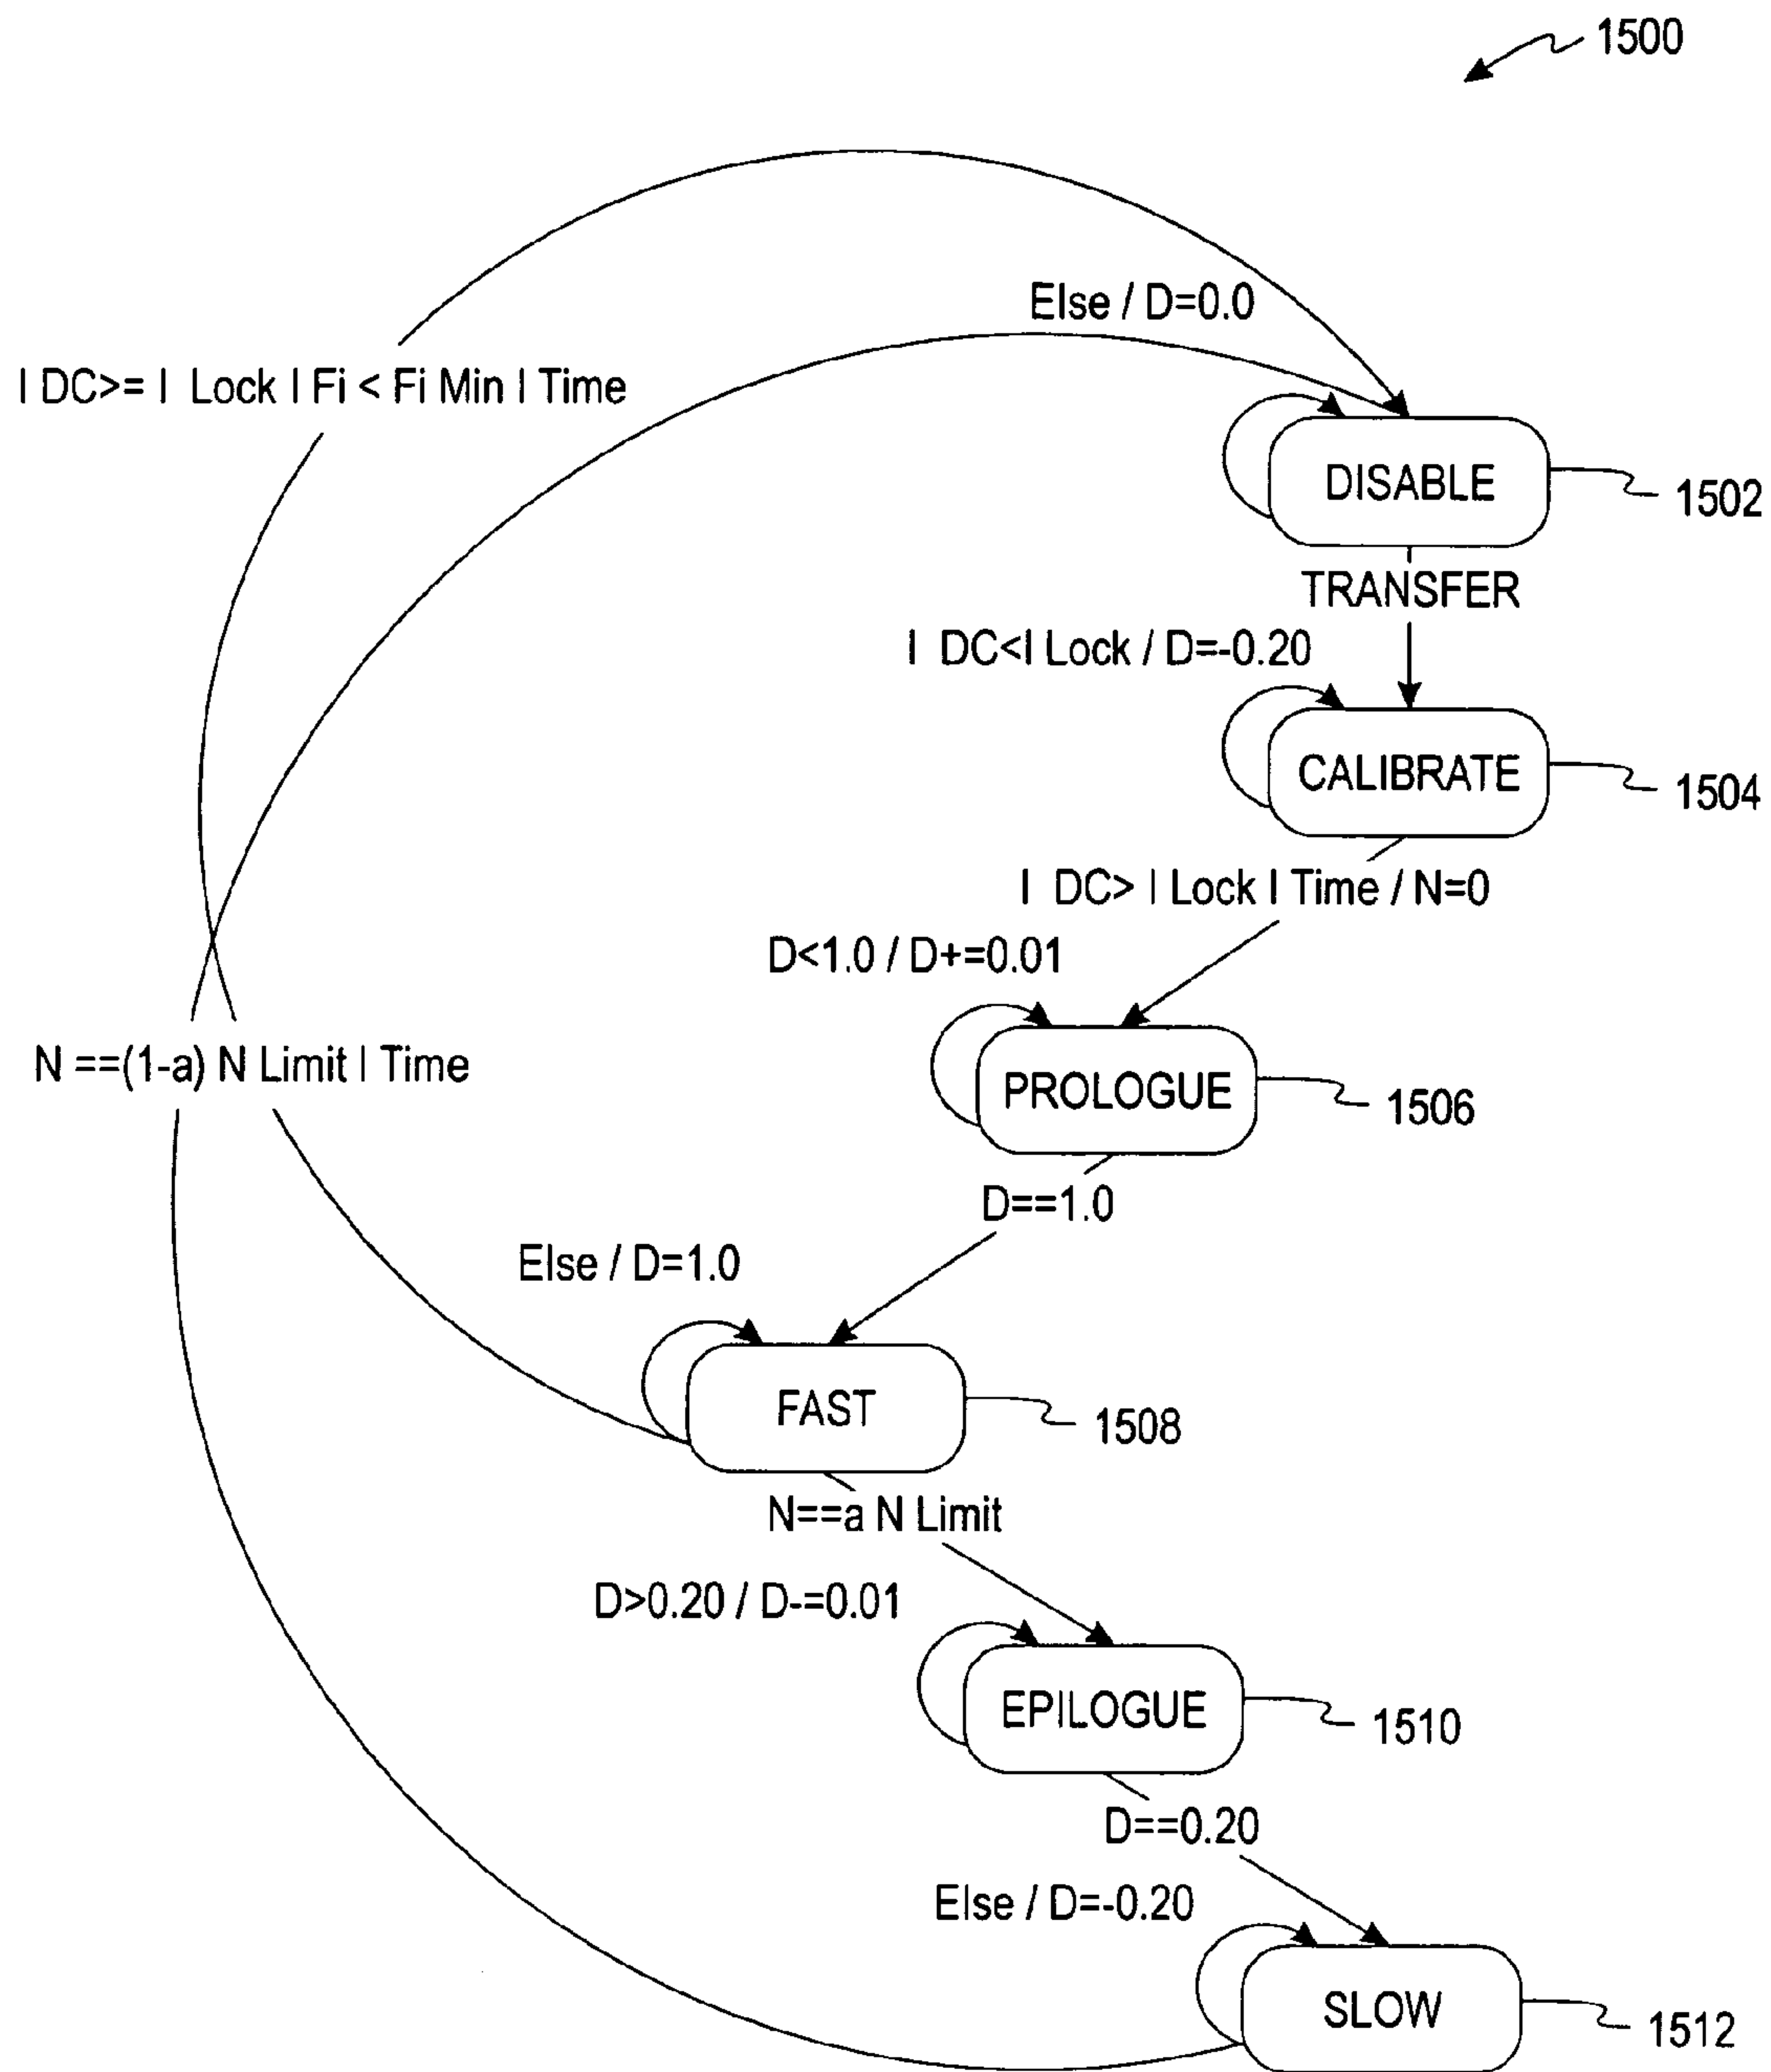 1500
Else / D=0.0
I DC>= I Lock I Fi < Fi Min I Time
DISABLE
1502
TRANSFER
I DC<I Lock / D=-0.20
CALIBRATE
1504
I DC> I Lock I Time / N=0
D<1.0 / D+=0.01
N ==(1-a) N Limit I Time
PROLOGUE
1506
D==1.0
Else / D=1.0
FAST
1508
N==a N Limit
D>0.20 / D-=0.01
EPILOGUE
1510
D==0.20
Else / D=-0.20
SLOW
1512